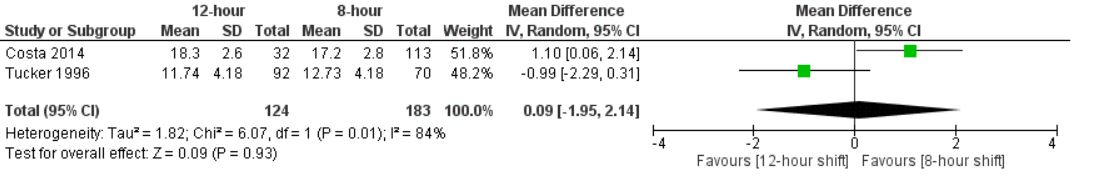 12-hour 8-hour Mean Difference Mean Difference
Study or Subgroup Mean SD Total Mean SD Total Weight IV, Random, 95% CI IV, Random, 95% CI
Costa 2014 18.3 2.6 32 17.2 2.8 113 51.8% 1.10 [0.06, 2.14]
Tucker 1996 11.74 4.18 92 12.73 4.18 70 48.2% -0.99 [-2.29, 0.31]
Total (95% CI) 124 183 100.0% 0.09 [-1.95, 2.14]
Heterogeneity: Tau² = 1.82; Chi² = 6.07, df = 1 (P = 0.01); I² = 84%
Test for overall effect: Z = 0.09 (P = 0.93)
-4 -2 0 2 4
Favours [12-hour shift] Favours [8-hour shift]